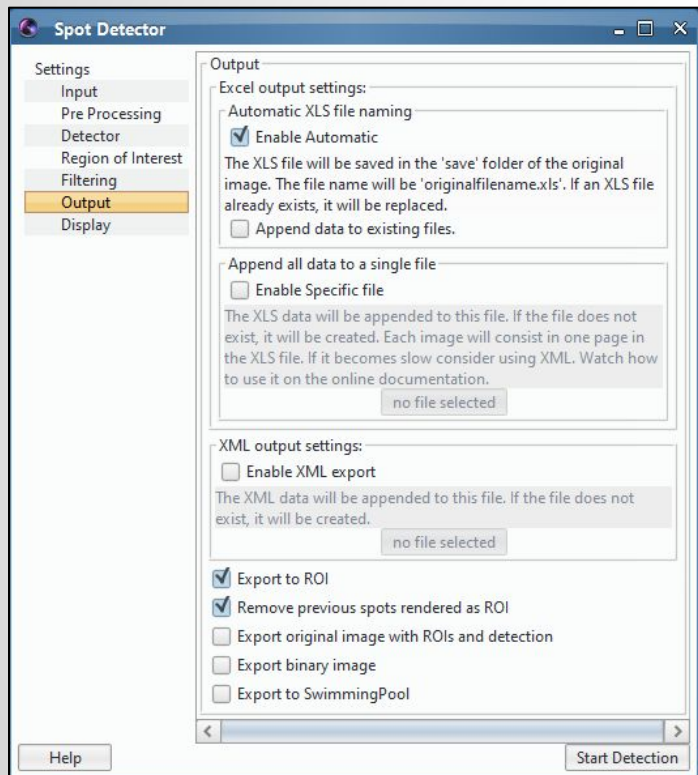 Spot Detector
Settings
Input
Pre Processing
Detector
Region of Interest
Filtering
Output
Display
Output
Excel output settings:
Automatic XLS file naming
Enable Automatic
The XLS file will be saved in the 'save' folder of the original
image. The file name will be 'originalfilename.xls'. If an XLS file
already exists, it will be replaced.
Append data to existing files.
Append all data to a single file
Enable Specific file
The XLS data will be appended to this file. If the file does not
exist, it will be created. Each image will consist in one page in
the XLS file. If it becomes slow consider using XML. Watch how
to use it on the online documentation.
no file selected
XML output settings:
Enable XML export
The XML data will be appended to this file. If the file does not
exist, it will be created.
no file selected
Export to ROI
Remove previous spots rendered as ROI
Export original image with ROIs and detection
Export binary image
Export to SwimmingPool
Help
Start Detection